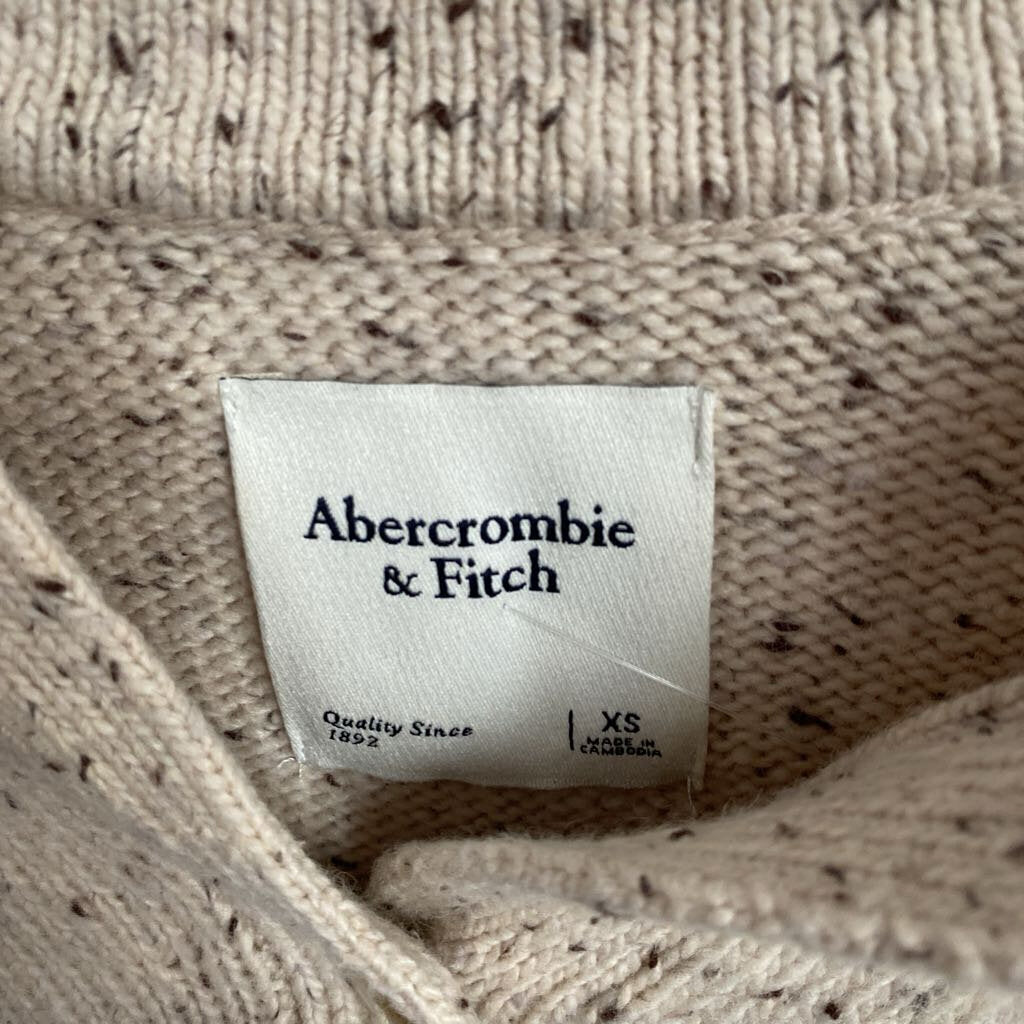 Abercrombie
& Fitch
Quality Since
1892
XS
MADE IN
CAMBODIA